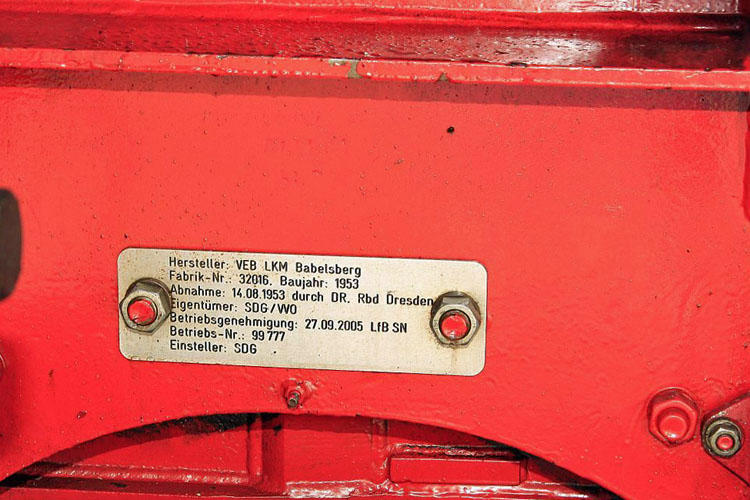 Hersteller: VEB LKM Babelsberg
Fabrik-Nr.: 32016, Baujahr: 1953
Abnahme: 14.08.1953 durch DR, Rbd Dresden
Eigentümer: SDG/VVO
Betriebsgenehmigung: 27.09.2005 LfB SN
Betriebs-Nr.: 99 777
Einsteller: SDG